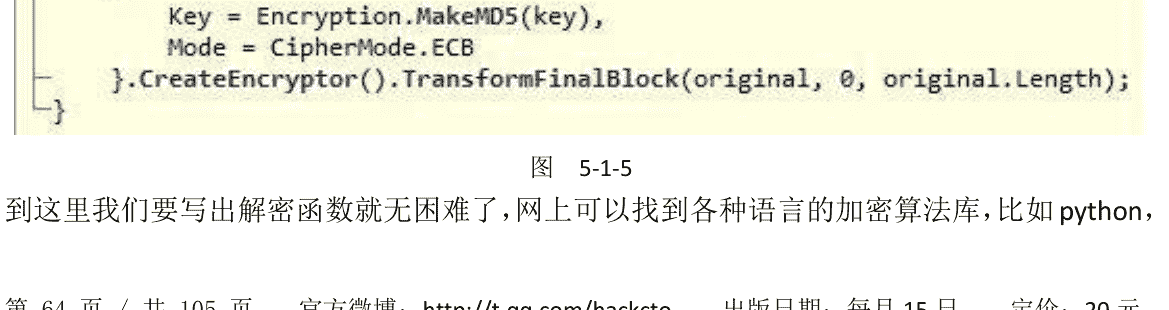 Key = Encryption.MakeMD5(key),
Mode = CipherMode.ECB
}.CreateEncryptor().TransformFinalBlock(original, 0, original.Length);
}
图 5-1-5
到这里我们要写出解密函数就无困难了，网上可以找到各种语言的加密算法库，比如 python，
第 64 页 / 共 105 页 官方微博：http://t.qq.com/hackcto 出版日期：每月 15 日 定价：20 元